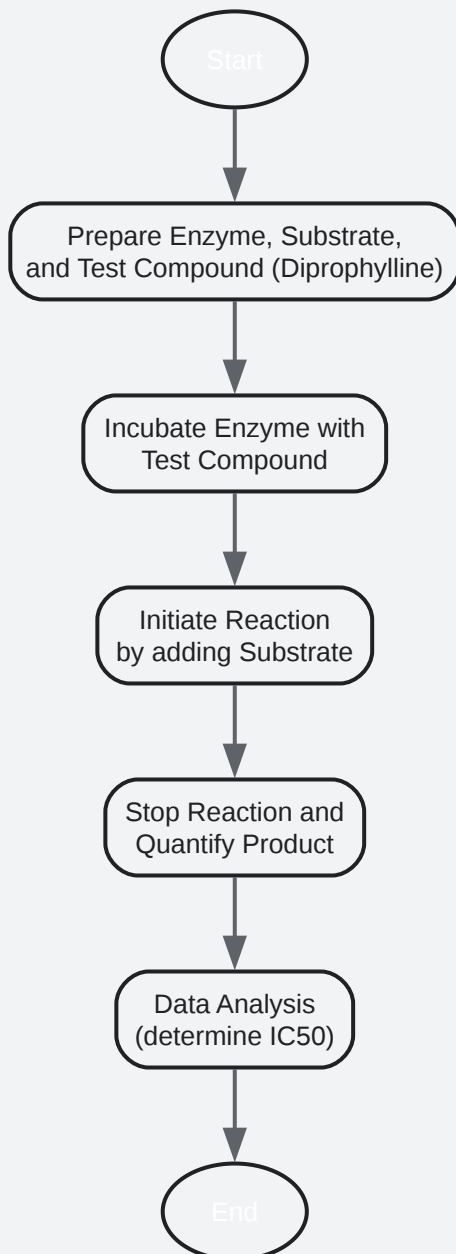 Start
Prepare Enzyme, Substrate,
and Test Compound (Diprophylline)
Incubate Enzyme with
Test Compound
Initiate Reaction
by adding Substrate
Stop Reaction and
Quantify Product
Data Analysis
(determine IC50)
End